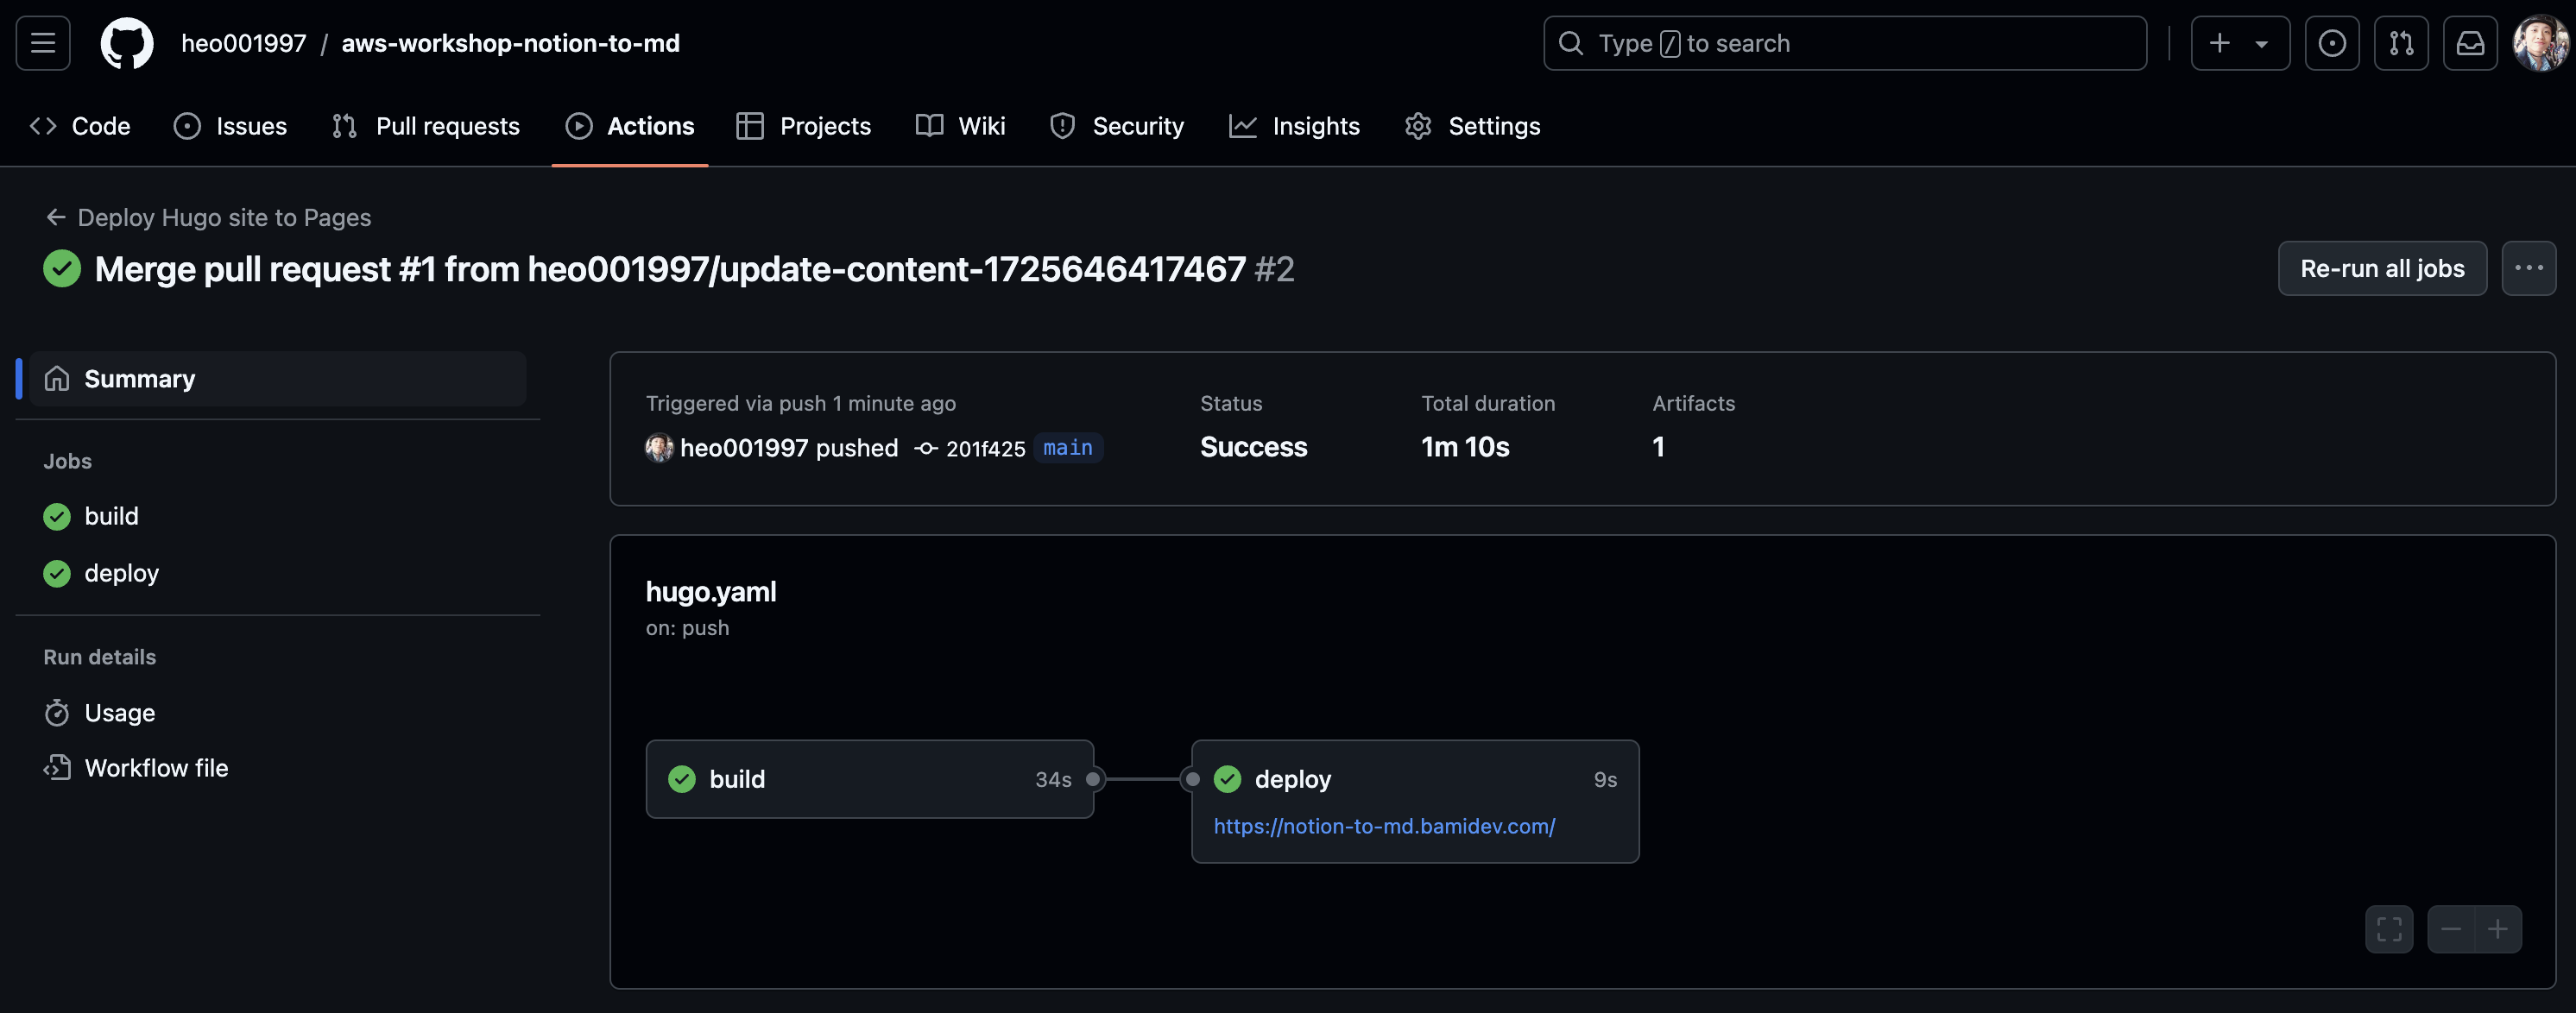 heo001997 / aws-workshop-notion-to-md
Type / to search
Code Issues Pull requests Actions Projects Wiki Security Insights Settings
← Deploy Hugo site to Pages
Merge pull request #1 from heo001997/update-content-1725646417467 #2
Re-run all jobs
Summary
Jobs
build
deploy
Run details
Usage
Workflow file
Triggered via push 1 minute ago
heo001997 pushed 201f425 main
Status
Success
Total duration
1m 10s
Artifacts
1
hugo.yaml
on: push
build 34s
deploy 9s
https://notion-to-md.bamidev.com/